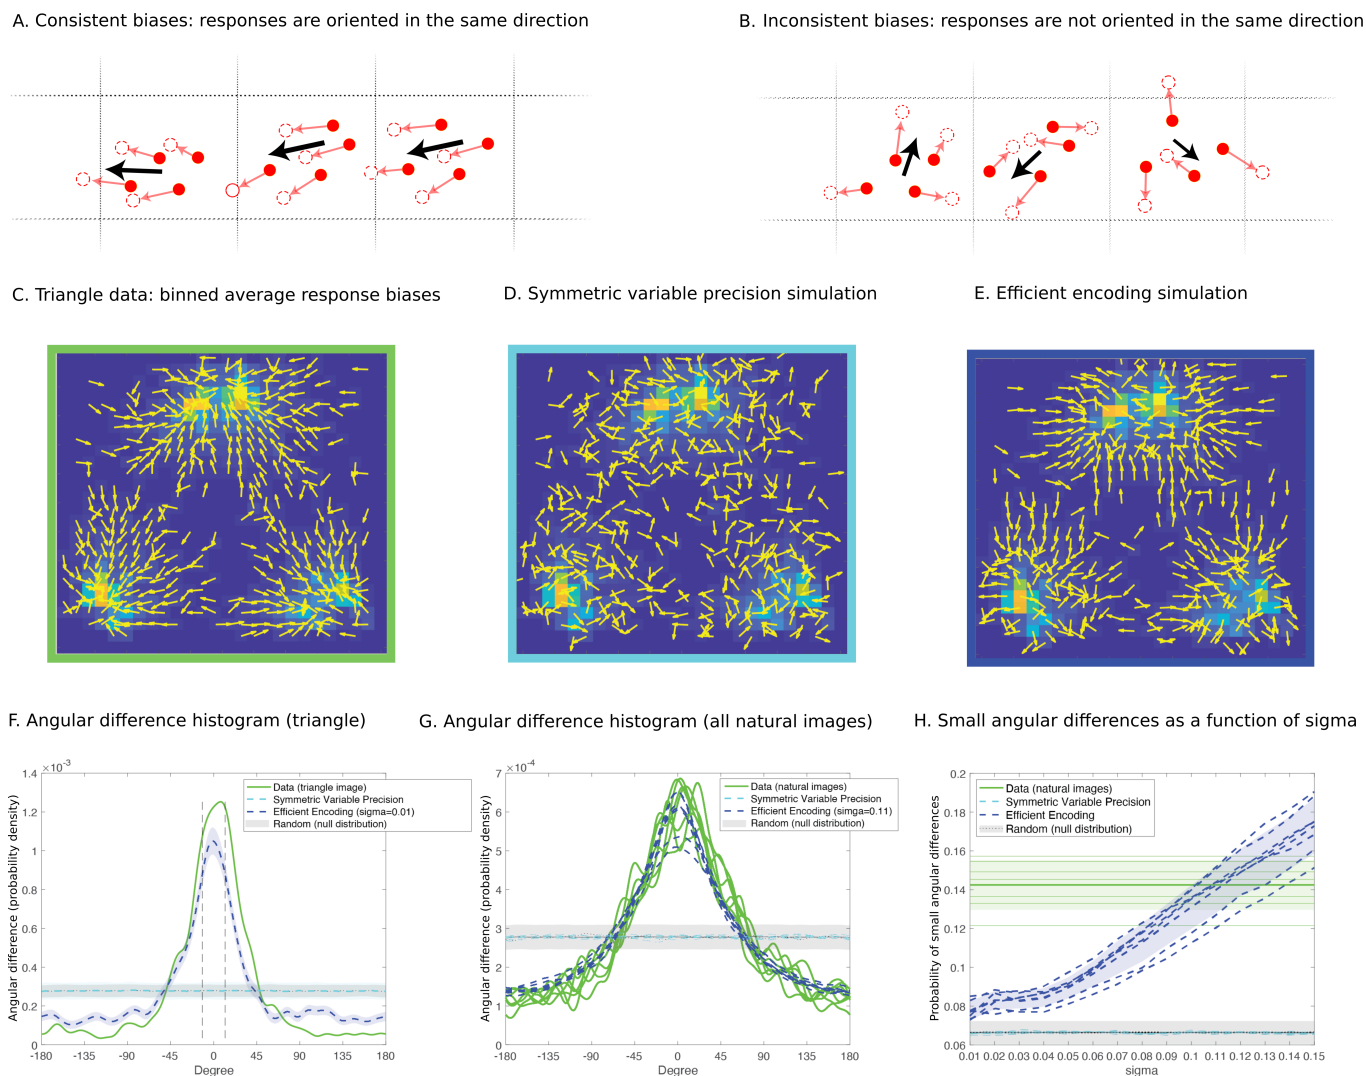 A. Consistent biases: responses are oriented in the same direction
B. Inconsistent biases: responses are not oriented in the same direction
C. Triangle data: binned average response biases
D. Symmetric variable precision simulation
E. Efficient encoding simulation
F. Angular difference histogram (triangle)
G. Angular difference histogram (all natural images)
H. Small angular differences as a function of sigma
Angular difference (probability density)
1.4
×10⁻³
1.2
1
0.8
0.6
0.4
0.2
0
-180 -135 -90 -45 0 45 90 135 180
Degree
Data (triangle image)
Symmetric Variable Precision
Efficient Encoding (sigma=0.01)
Random (null distribution)
Angular difference (probability density)
7
×10⁻⁴
6
5
4
3
2
1
0
-180 -135 -90 -45 0 45 90 135 180
Degree
Data (natural images)
Symmetric Variable Precision
Efficient Encoding (simga=0.11)
Random (null distribution)
Probability of small angular differences
0.2
0.18
0.16
0.14
0.12
0.1
0.08
0.06
0.01 0.02 0.03 0.04 0.05 0.06 0.07 0.08 0.09 0.1 0.11 0.12 0.13 0.14 0.15
sigma
Data (natural images)
Symmetric Variable Precision
Efficient Encoding
Random (null distribution)